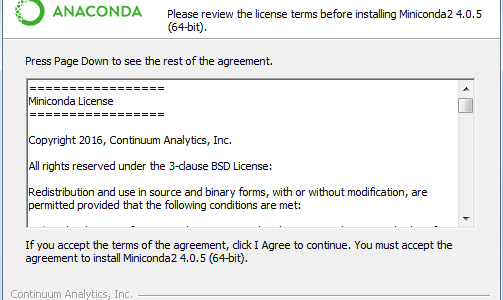 ANACONDA
Please review the license terms before installing Miniconda2 4.0.5
(64-bit).
Press Page Down to see the rest of the agreement.
=================
Miniconda License
=================
Copyright 2016, Continuum Analytics, Inc.
All rights reserved under the 3-clause BSD License:
Redistribution and use in source and binary forms, with or without modification, are
permitted provided that the following conditions are met:
If you accept the terms of the agreement, click I Agree to continue. You must accept the
agreement to install Miniconda2 4.0.5 (64-bit).
Continuum Analytics, Inc.